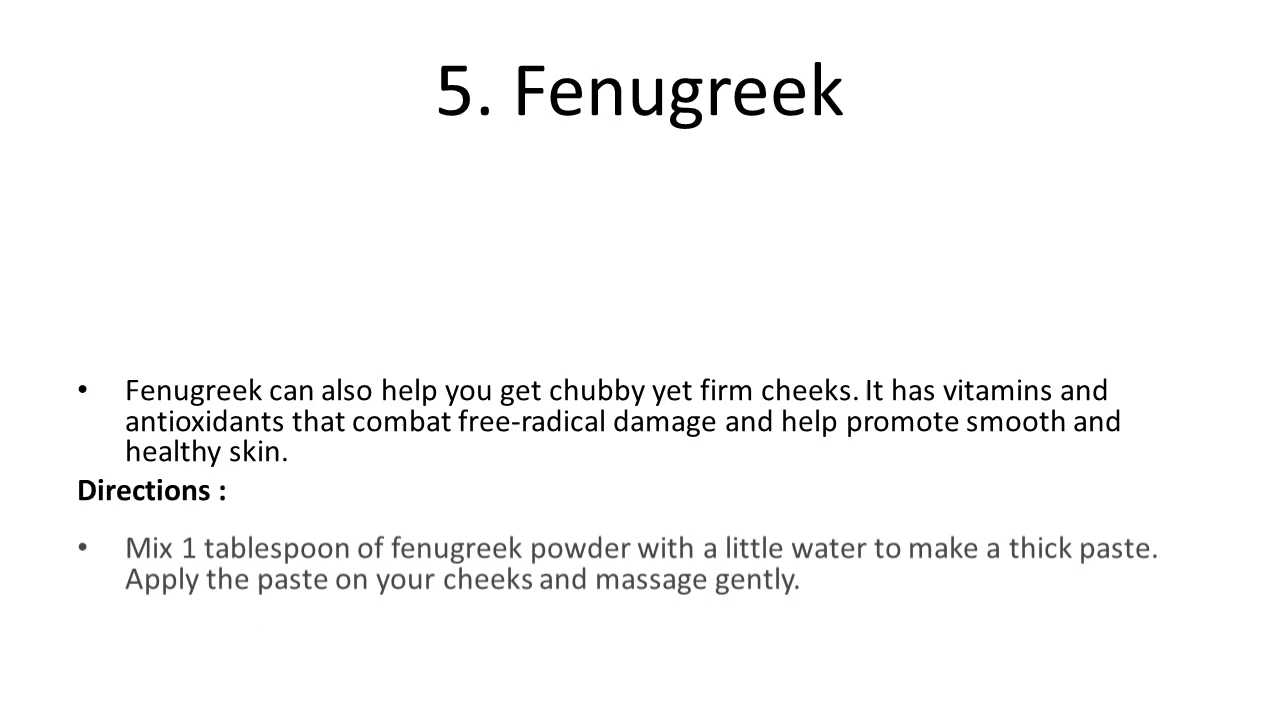 5. Fenugreek
• Fenugreek can also help you get chubby yet firm cheeks. It has vitamins and
antioxidants that combat free-radical damage and help promote smooth and
healthy skin.
Directions :
• Mix 1 tablespoon of fenugreek powder with a little water to make a thick paste.
Apply the paste on your cheeks and massage gently.